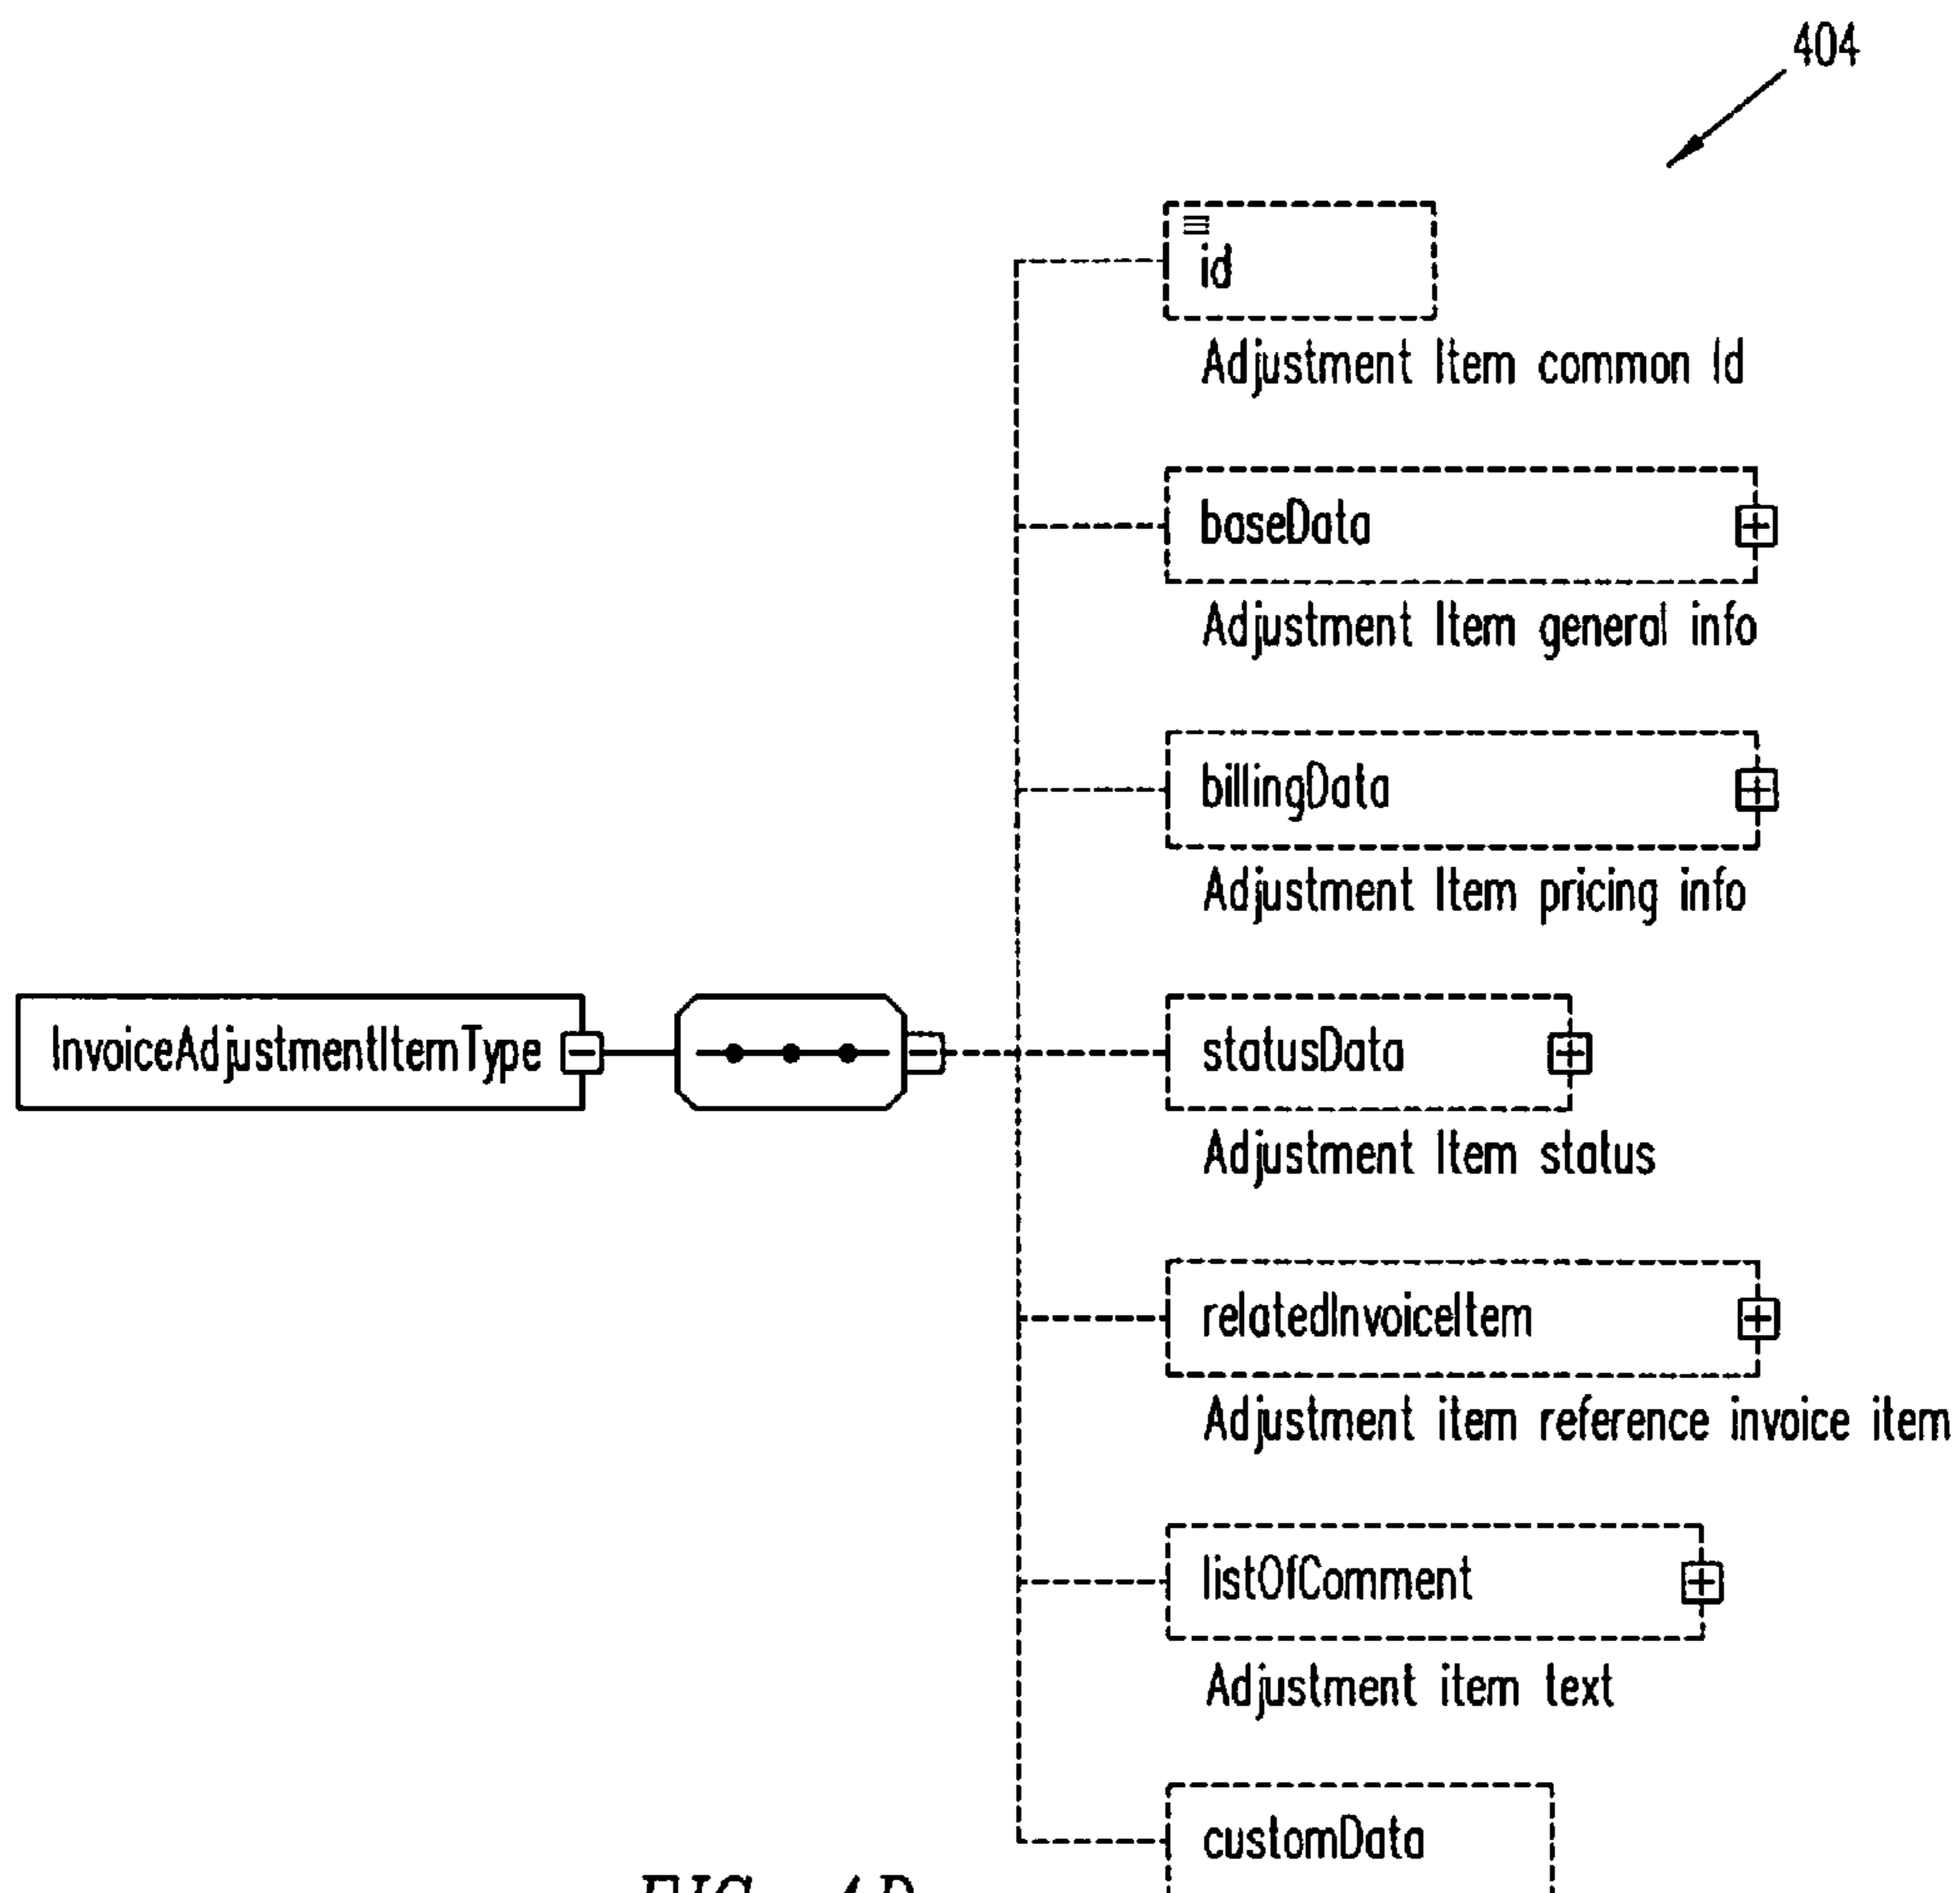 404
id
Adjustment Item common Id
baseData
Adjustment Item general info
billingData
Adjustment Item pricing info
InvoiceAdjustmentItemType
statusData
Adjustment Item status
relatedInvoiceItem
Adjustment item reference invoice item
listOfComment
Adjustment item text
customData